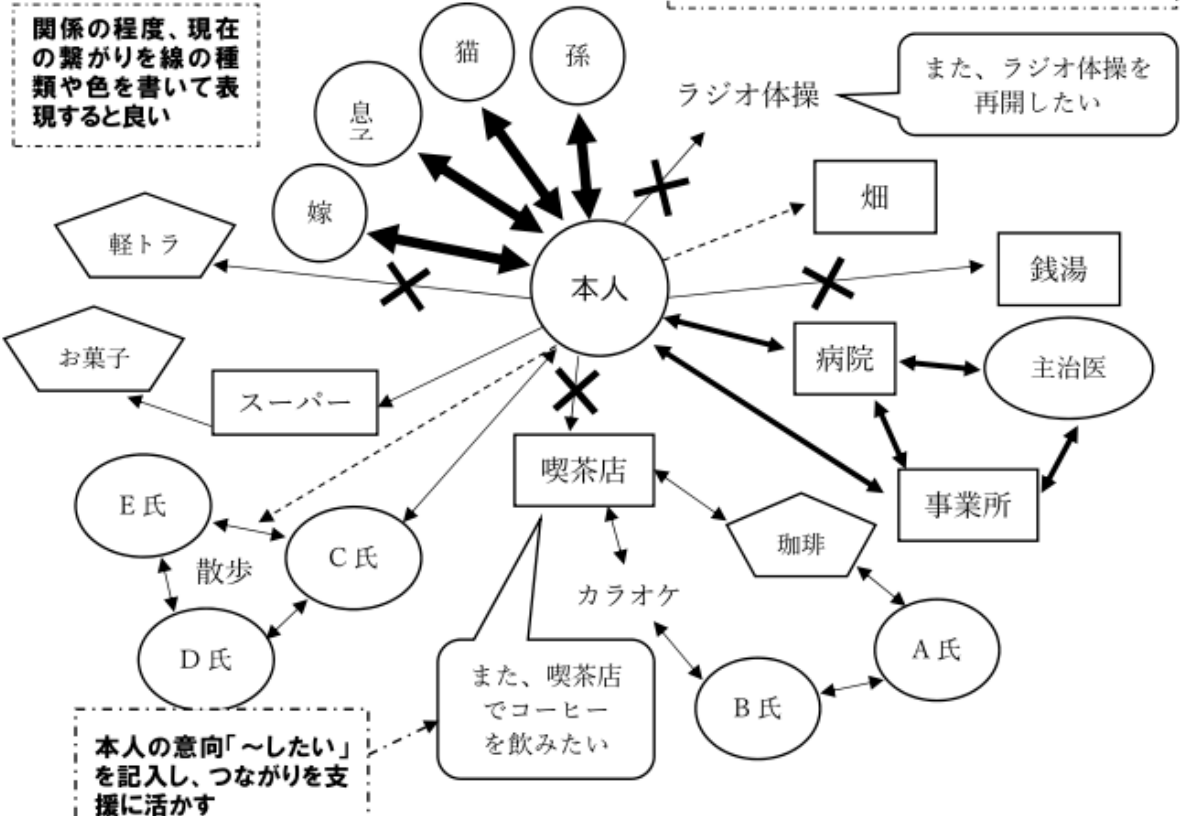 関係の程度、現在
の繋がりを線の種
類や色を書いて表
現すると良い
猫
孫
息
子
嫁
ラジオ体操
また、ラジオ体操を
再開したい
畑
銭湯
軽トラ
本人
お菓子
スーパー
病院
主治医
喫茶店
事業所
E 氏
C 氏
散歩
D 氏
珈琲
カラオケ
A 氏
B 氏
また、喫茶店
でコーヒー
を飲みたい
本人の意向「～したい」
を記入し、つながりを支
援に活かす